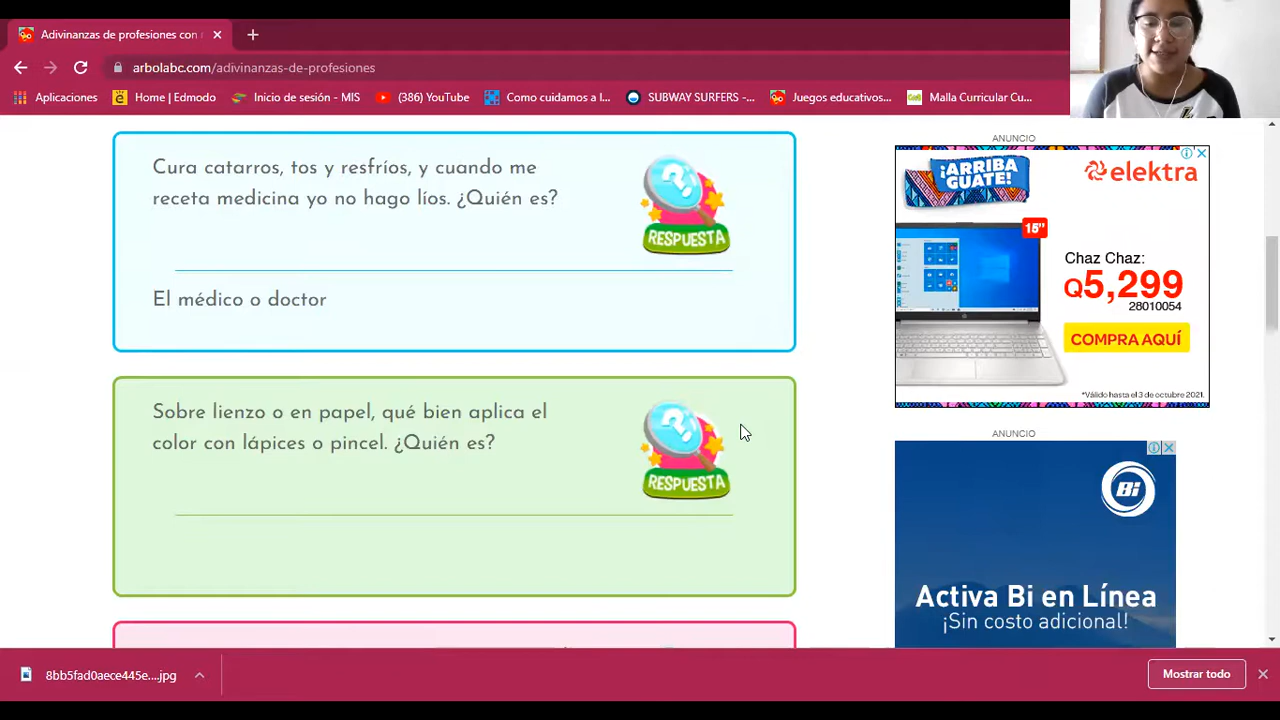 Adivinanzas de profesiones con
arbolabc.com/adivinanzas-de-profesiones
Aplicaciones
Home | Edmodo
Inicio de sesión - MIS
(386) YouTube
Como cuidamos a l...
SUBWAY SURFERS -...
Juegos educativos...
Malla Curricular Cu...
Cura catarros, tos y resfríos, y cuando me
receta medicina yo no hago líos. ¿Quién es?
RESPUESTA
El médico o doctor
Sobre lienzo o en papel, qué bien aplica el
color con lápices o pincel. ¿Quién es?
RESPUESTA
ANUNCIO
¡ARRIBA
GUATE!
elektra
15"
Chaz Chaz:
Q5,299
28010054
COMPRA AQUÍ
*Válido hasta el 3 de octubre 2021.
ANUNCIO
Bi
Activa Bi en Línea
¡Sin costo adicional!
8bb5fad0aece445e....jpg
Mostrar todo